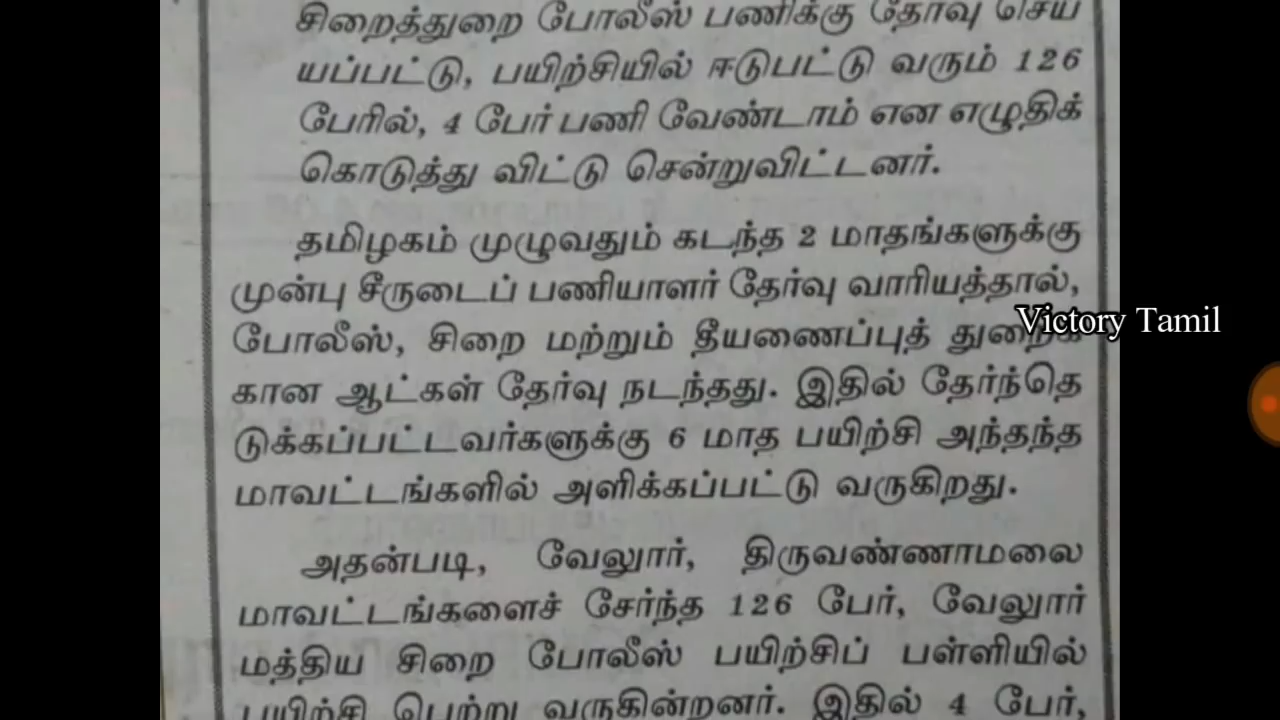 சிறைத்துறை போலீஸ் பணிக்கு தேர்வு செய்
யப்பட்டு, பயிற்சியில் ஈடுபட்டு வரும் 126
பேரில், 4 பேர் பணி வேண்டாம் என எழுதிக்
கொடுத்து விட்டு சென்றுவிட்டனர்.
தமிழகம் முழுவதும் கடந்த 2 மாதங்களுக்கு
முன்பு சீருடைப் பணியாளர் தேர்வு வாரியத்தால்,
போலீஸ், சிறை மற்றும் தீயணைப்புத் துறைக்
கான ஆட்கள் தேர்வு நடந்தது. இதில் தேர்ந்தெ
டுக்கப்பட்டவர்களுக்கு 6 மாத பயிற்சி அந்தந்த
மாவட்டங்களில் அளிக்கப்பட்டு வருகிறது.
அதன்படி, வேலுார், திருவண்ணாமலை
மாவட்டங்களைச் சேர்ந்த 126 பேர், வேலுார்
மத்திய சிறை போலீஸ் பயிற்சிப் பள்ளியில்
பயிற்சி பெற்று வருகின்றனர். இதில் 4 பேர்,
Victory Tamil